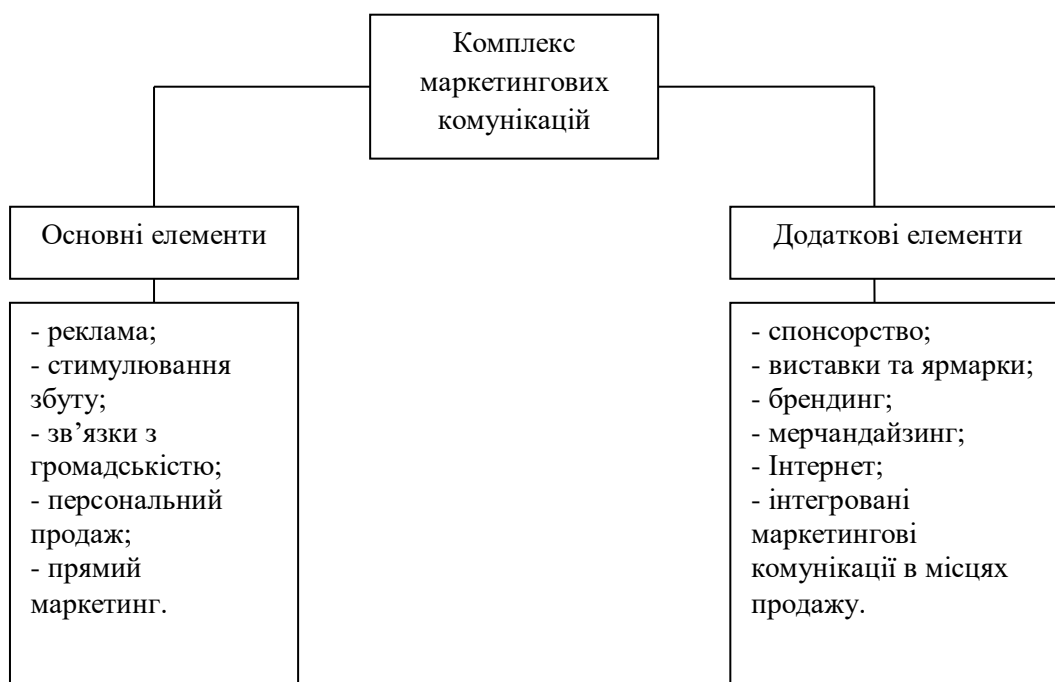 Комплекс
маркетингових
комунікацій
Основні елементи
- реклама;
- стимулювання
збуту;
- зв’язки з
громадськістю;
- персональний
продаж;
- прямий
маркетинг.
Додаткові елементи
- спонсорство;
- виставки та ярмарки;
- брендинг;
- мерчандайзинг;
- Інтернет;
- інтегровані
маркетингові
комунікації в місцях
продажу.